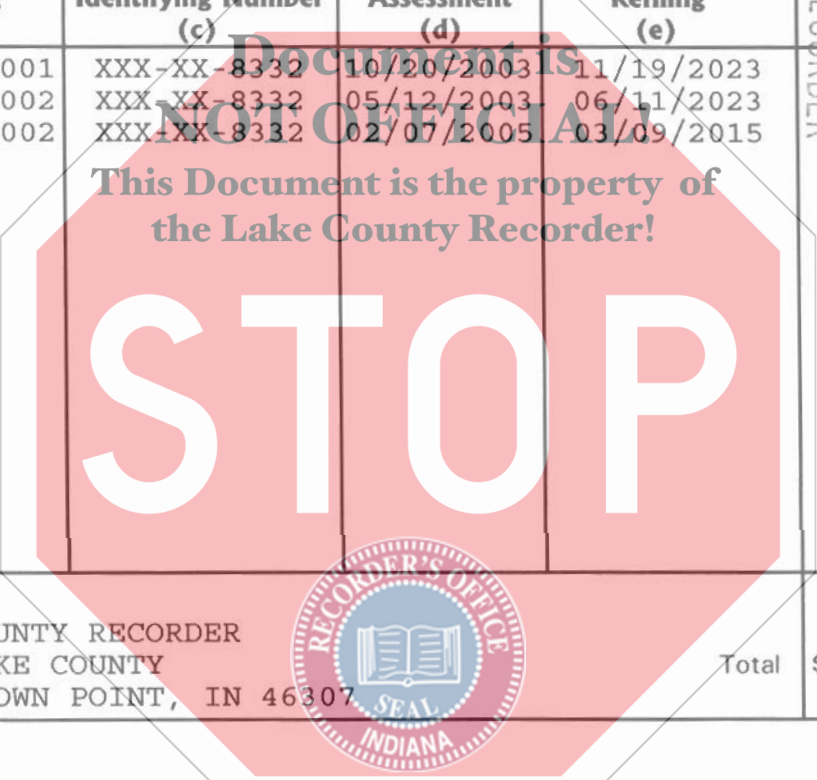 Identifying Number Assessment Refiling
(c) (d) (e)
001 XXX-XX-8332 10/20/2003 11/19/2023
002 XXX-XX-8332 05/12/2003 06/11/2023
002 XXX-XX-8332 02/07/2005 03/09/2015
Document is
NOT OFFICIAL!
This Document is the property of
the Lake County Recorder!
STOP
RECORDER'S OFFICE
SEAL
INDIANA
UNTY RECORDER
KE COUNTY
OWN POINT, IN 46307
Total $
RECORDER